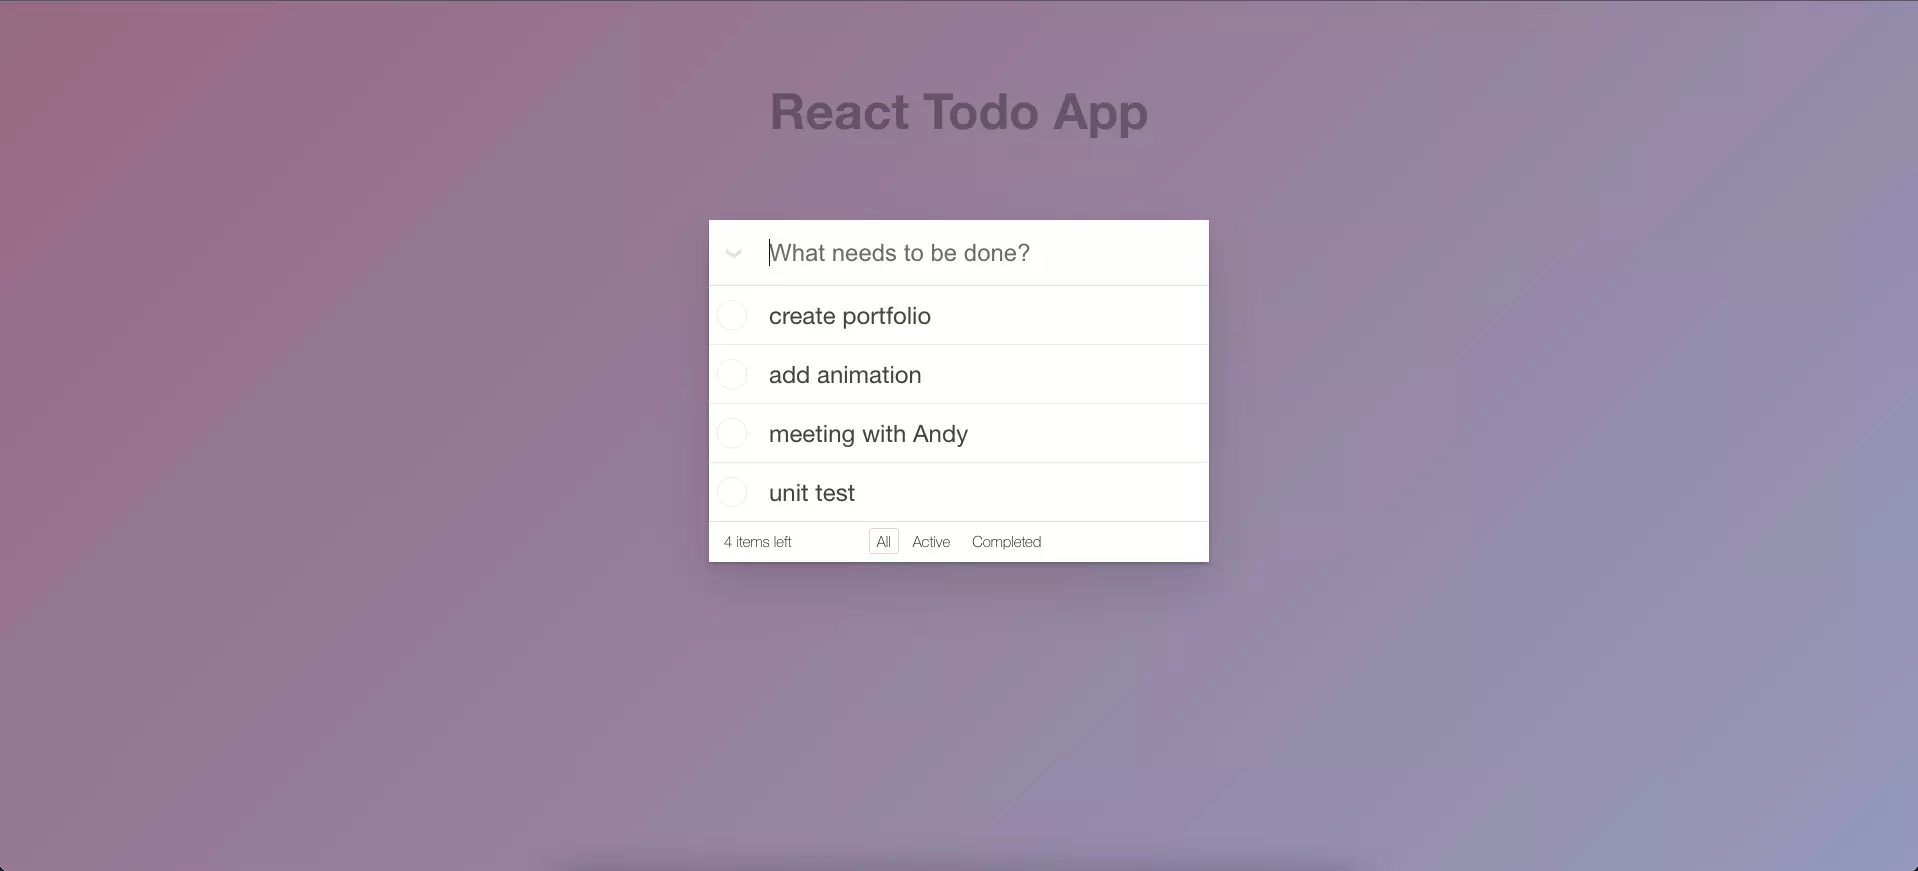 React Todo App
What needs to be done?
create portfolio
add animation
meeting with Andy
unit test
4 items left All Active Completed